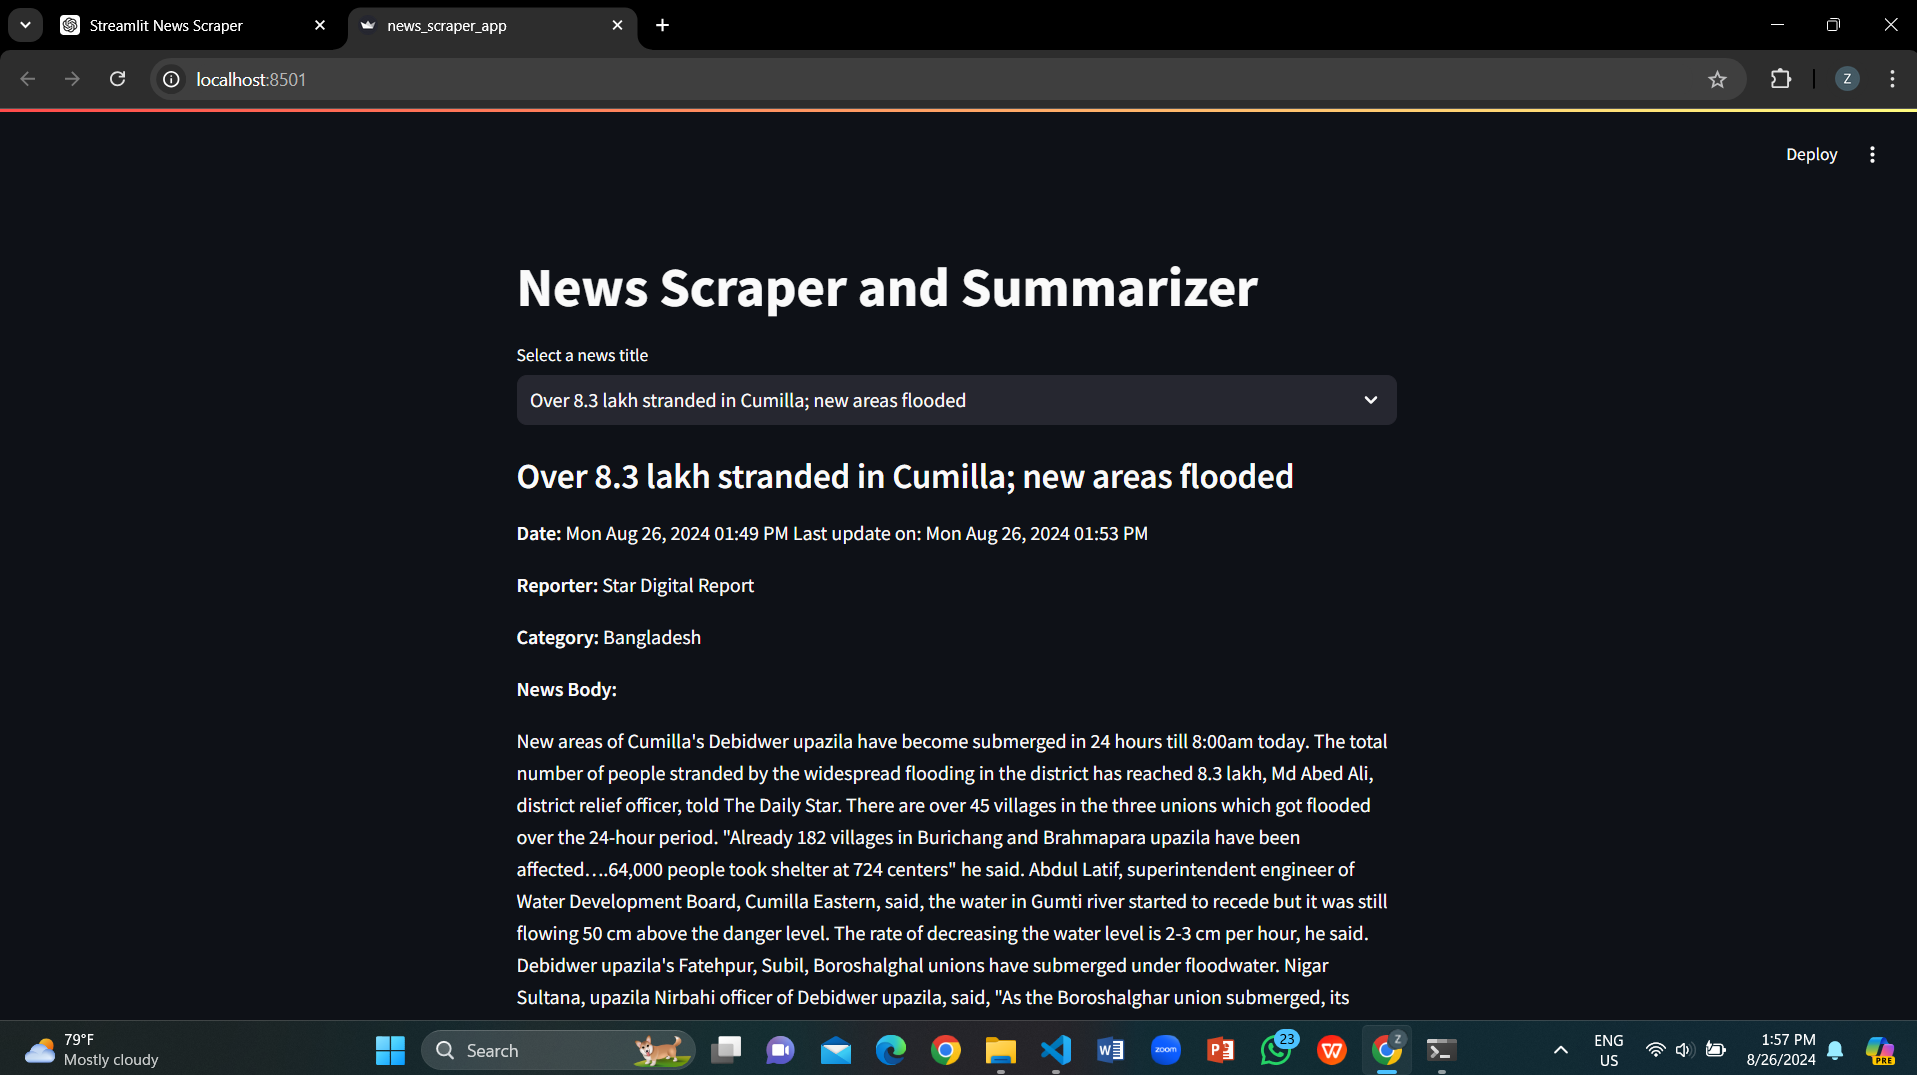 Streamlit News Scraper
news_scraper_app
localhost:8501
Z
Deploy
News Scraper and Summarizer
Select a news title
Over 8.3 lakh stranded in Cumilla; new areas flooded
Over 8.3 lakh stranded in Cumilla; new areas flooded
Date: Mon Aug 26, 2024 01:49 PM Last update on: Mon Aug 26, 2024 01:53 PM
Reporter: Star Digital Report
Category: Bangladesh
News Body:
New areas of Cumilla's Debidwer upazila have become submerged in 24 hours till 8:00am today. The total
number of people stranded by the widespread flooding in the district has reached 8.3 lakh, Md Abed Ali,
district relief officer, told The Daily Star. There are over 45 villages in the three unions which got flooded
over the 24-hour period. "Already 182 villages in Burichang and Brahmapara upazila have been
affected….64,000 people took shelter at 724 centers" he said. Abdul Latif, superintendent engineer of
Water Development Board, Cumilla Eastern, said, the water in Gumti river started to recede but it was still
flowing 50 cm above the danger level. The rate of decreasing the water level is 2-3 cm per hour, he said.
Debidwer upazila's Fatehpur, Subil, Boroshalghal unions have submerged under floodwater. Nigar
Sultana, upazila Nirbahi officer of Debidwer upazila, said, "As the Boroshalghar union submerged, its
79°F
Mostly cloudy
Search
zoom
23
Z
ENG
US
1:57 PM
8/26/2024
PRE